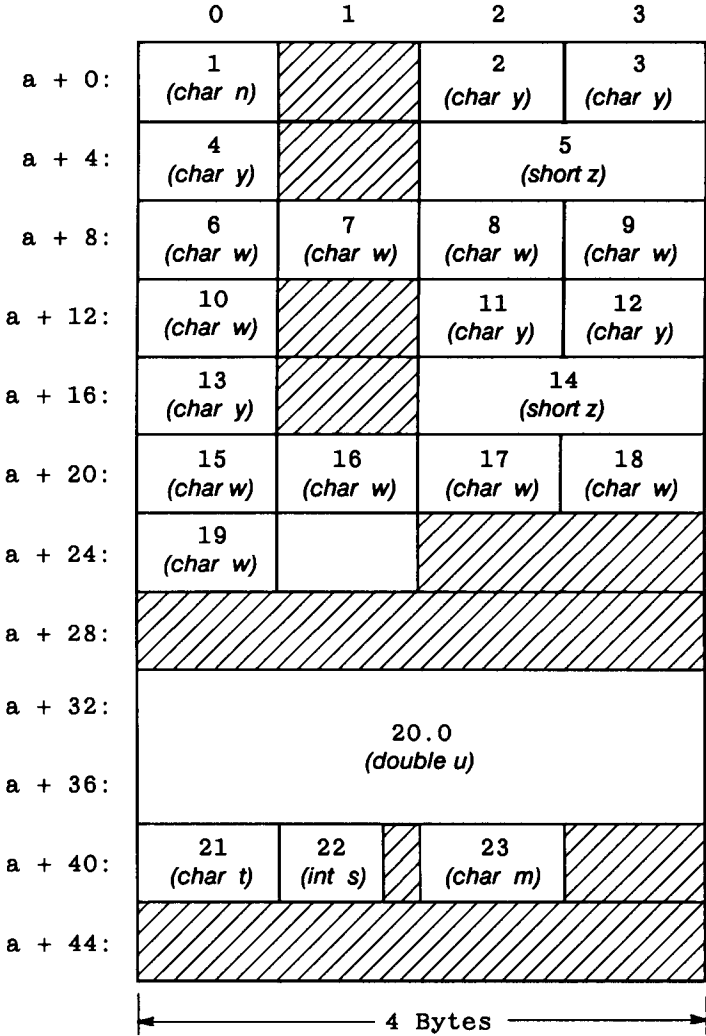 0 1 2 3
a + 0: 1 2 3
(char n) (char y) (char y)
a + 4: 4 5
(char y) (short z)
a + 8: 6 7 8 9
(char w) (char w) (char w) (char w)
a + 12: 10 11 12
(char w) (char y) (char y)
a + 16: 13 14
(char y) (short z)
a + 20: 15 16 17 18
(char w) (char w) (char w) (char w)
a + 24: 19
(char w)
a + 28:
a + 32:
20.0
(double u)
a + 36:
a + 40: 21 22 23
(char t) (int s) (char m)
a + 44:
4 Bytes